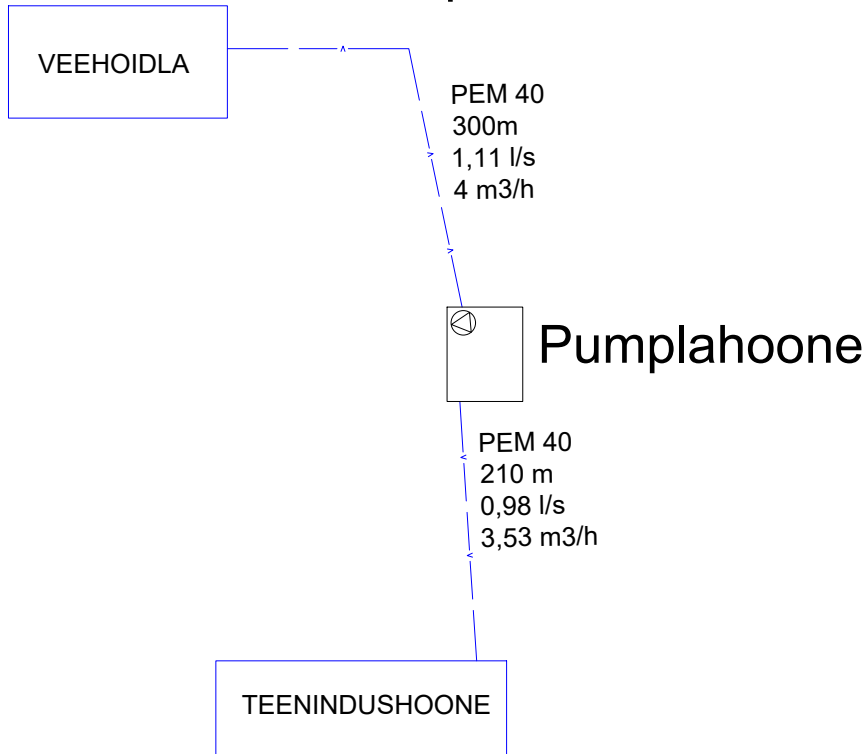 VEEHOIDLA
PEM 40
300m
1,11 l/s
4 m3/h
Pumplahoone
PEM 40
210 m
0,98 l/s
3,53 m3/h
TEENINDUSHOONE